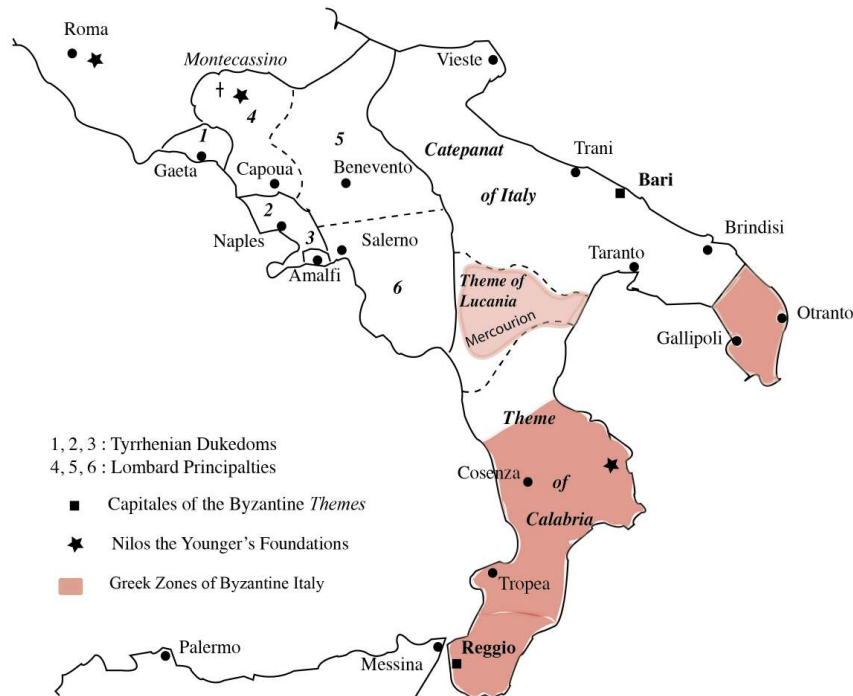 Roma
Montecassino
Vieste
†
4
1
5
Catepanat
Trani
Gaeta
Capoua
Benevento
of Italy
Bari
2
Brindisi
Naples
3
Salerno
Taranto
Amalfi
6
Theme of
Lucania
Mercourion
Otranto
Gallipoli
Theme
1, 2, 3 : Tyrrhenian Dukedoms
4, 5, 6 : Lombard Principalties
Cosenza
of
Capitales of the Byzantine Themes
Calabria
Nilos the Younger's Foundations
Greek Zones of Byzantine Italy
Tropea
Palermo
Messina
Reggio